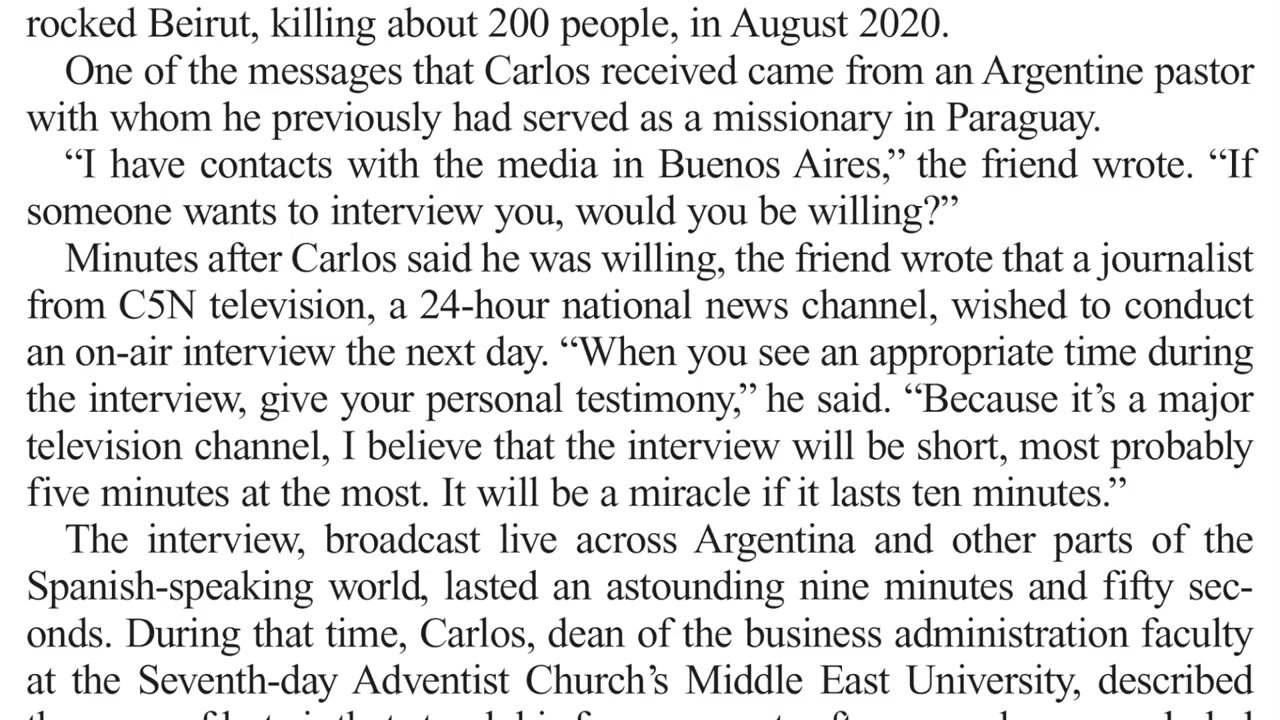 rocked Beirut, killing about 200 people, in August 2020.
One of the messages that Carlos received came from an Argentine pastor
with whom he previously had served as a missionary in Paraguay.
“I have contacts with the media in Buenos Aires,” the friend wrote. “If
someone wants to interview you, would you be willing?”
Minutes after Carlos said he was willing, the friend wrote that a journalist
from C5N television, a 24-hour national news channel, wished to conduct
an on-air interview the next day. “When you see an appropriate time during
the interview, give your personal testimony,” he said. “Because it’s a major
television channel, I believe that the interview will be short, most probably
five minutes at the most. It will be a miracle if it lasts ten minutes.”
The interview, broadcast live across Argentina and other parts of the
Spanish-speaking world, lasted an astounding nine minutes and fifty sec-
onds. During that time, Carlos, dean of the business administration faculty
at the Seventh-day Adventist Church’s Middle East University, described